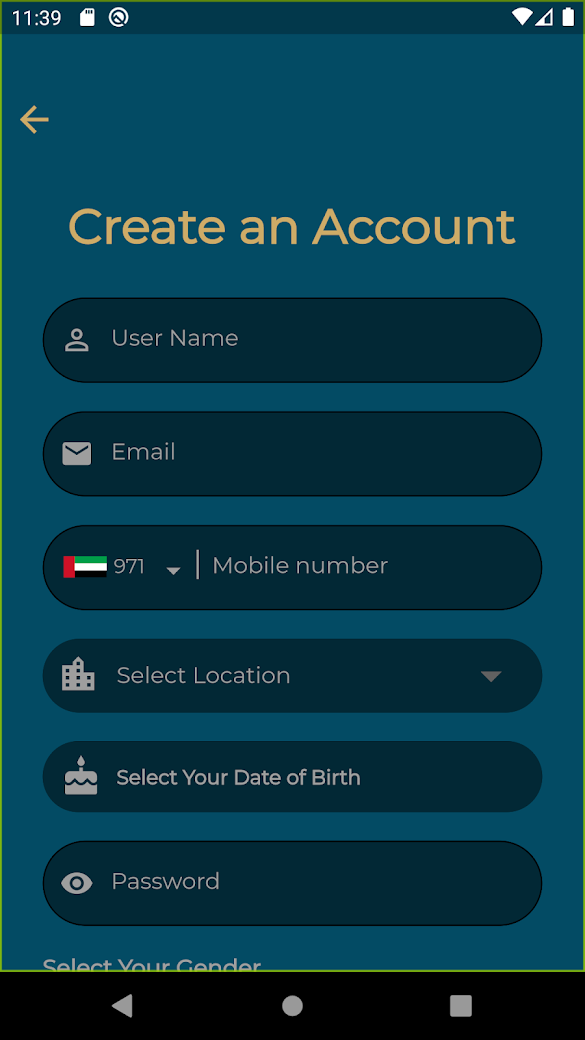 11:39
Create an Account
User Name
Email
971
Mobile number
Select Location
Select Your Date of Birth
Password
Select Your Gender